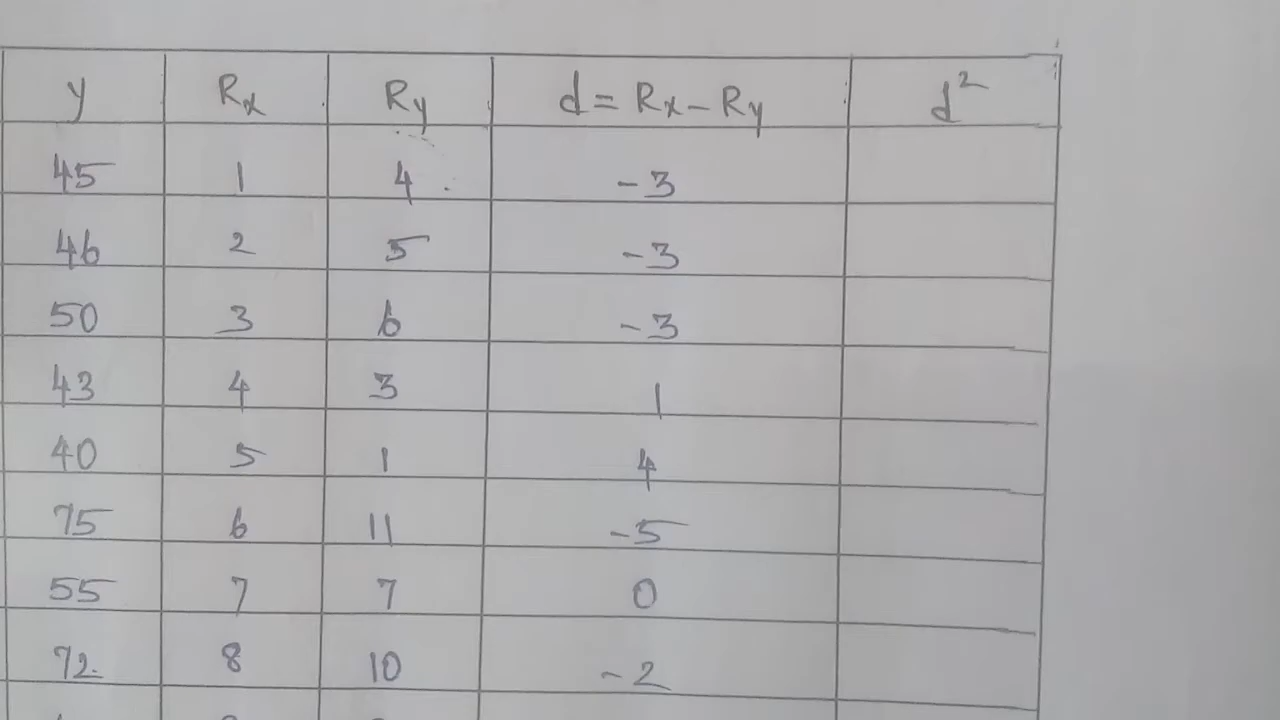 y Rx Ry d = Rx - Ry d²
45 1 4 -3
46 2 5 -3
50 3 6 -3
43 4 3 1
40 5 1 4
75 6 11 -5
55 7 7 0
72 8 10 -2